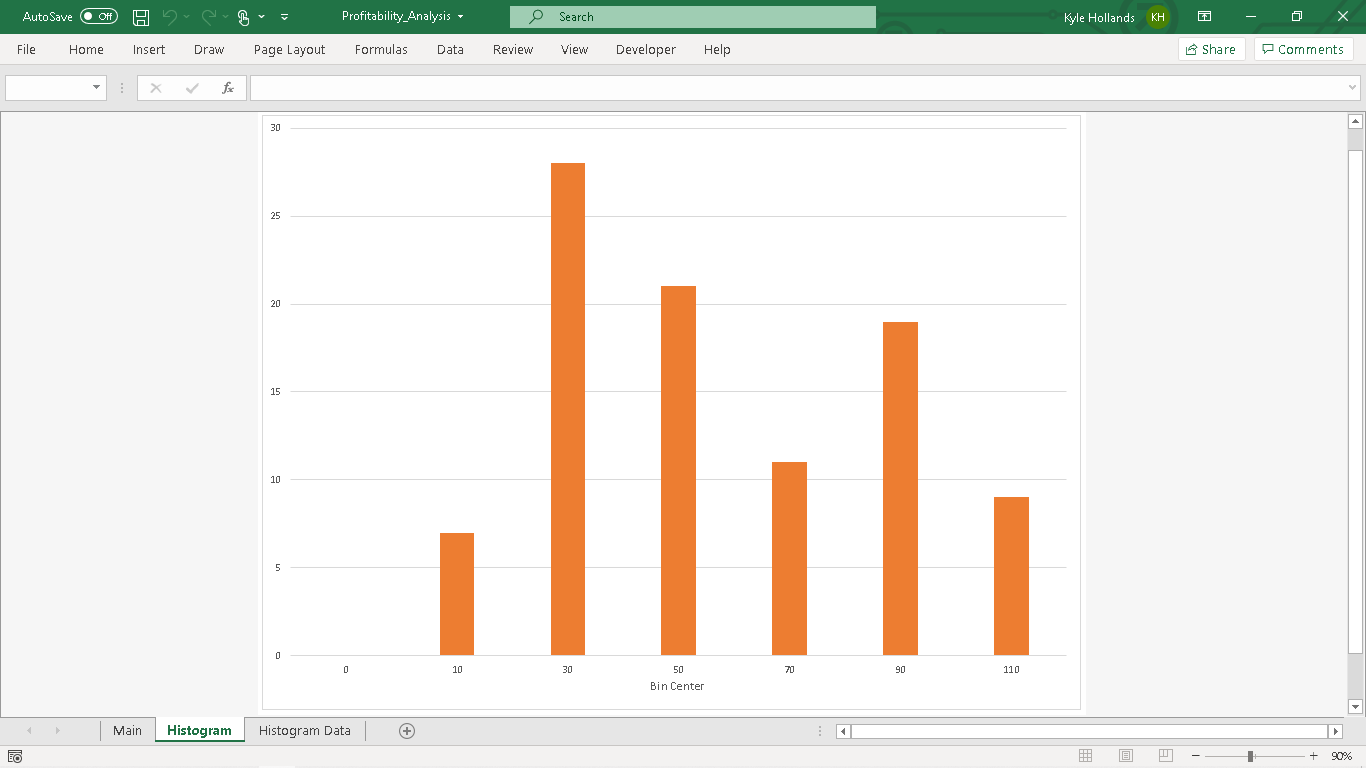 AutoSave Off Profitability_Analysis Search Kyle Hollands KH
File Home Insert Draw Page Layout Formulas Data Review View Developer Help Share Comments
fx
30
25
20
15
10
5
0
0 10 30 50 70 90 110
Bin Center
Main Histogram Histogram Data
90%